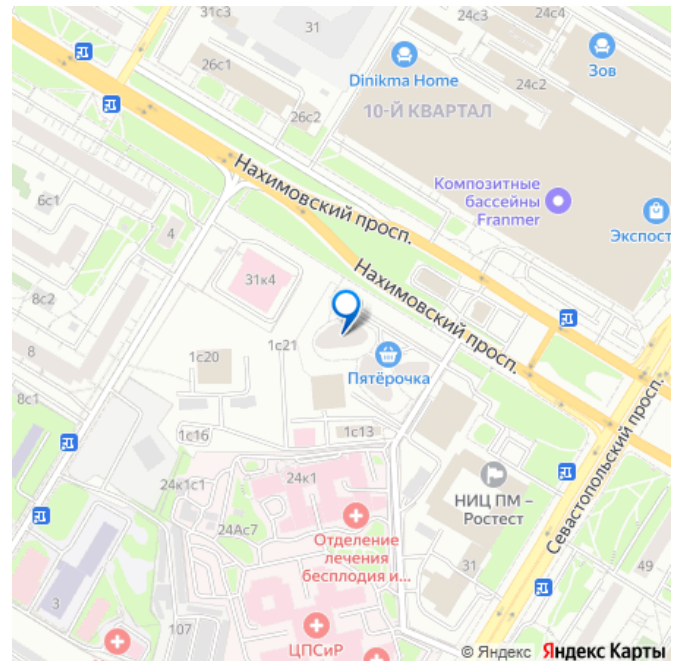 31с3
31
24с3
24с4
26с1
Dinikma Home
24с2
Зов
26с2
10-Й КВАРТАЛ
Нахимовский просп.
Композитные
бассейны
Franmer
6с1
4
Экспост
31к4
Нахимовский просп.
8с2
8
1с20
1с21
Пятёрочка
8с1
1с16
1с13
Севастопольский просп.
24к1с1
24к1
НИЦ ПМ –
Ростест
24Ас7
Отделение
лечения
бесплодия и...
31
49
3
107
ЦПСиР
© Яндекс Яндекс Карты